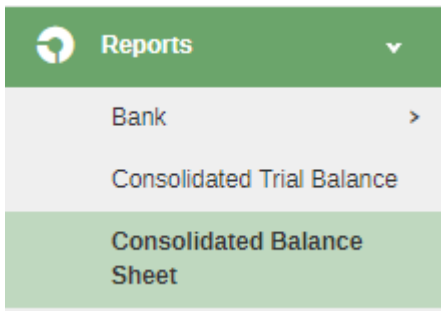 Reports
Bank
Consolidated Trial Balance
Consolidated Balance
Sheet